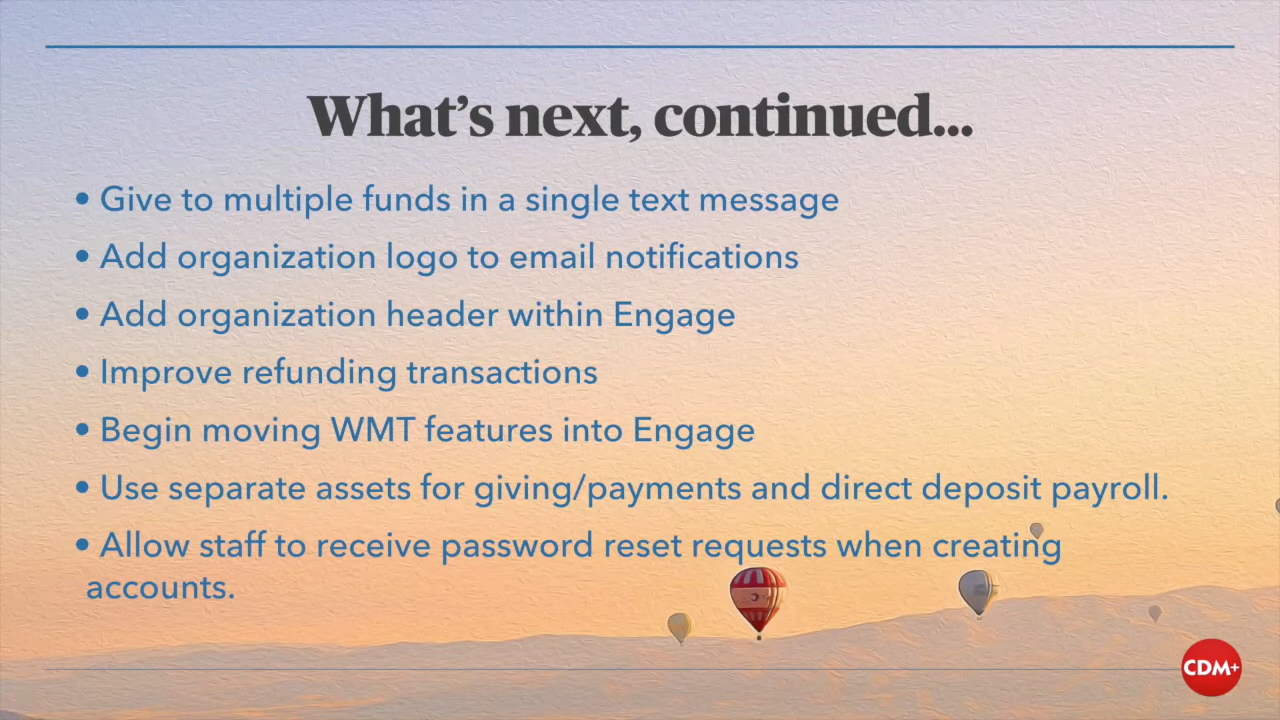 What's next, continued...
• Give to multiple funds in a single text message
• Add organization logo to email notifications
• Add organization header within Engage
• Improve refunding transactions
• Begin moving WMT features into Engage
• Use separate assets for giving/payments and direct deposit payroll.
• Allow staff to receive password reset requests when creating
accounts.
CDM+